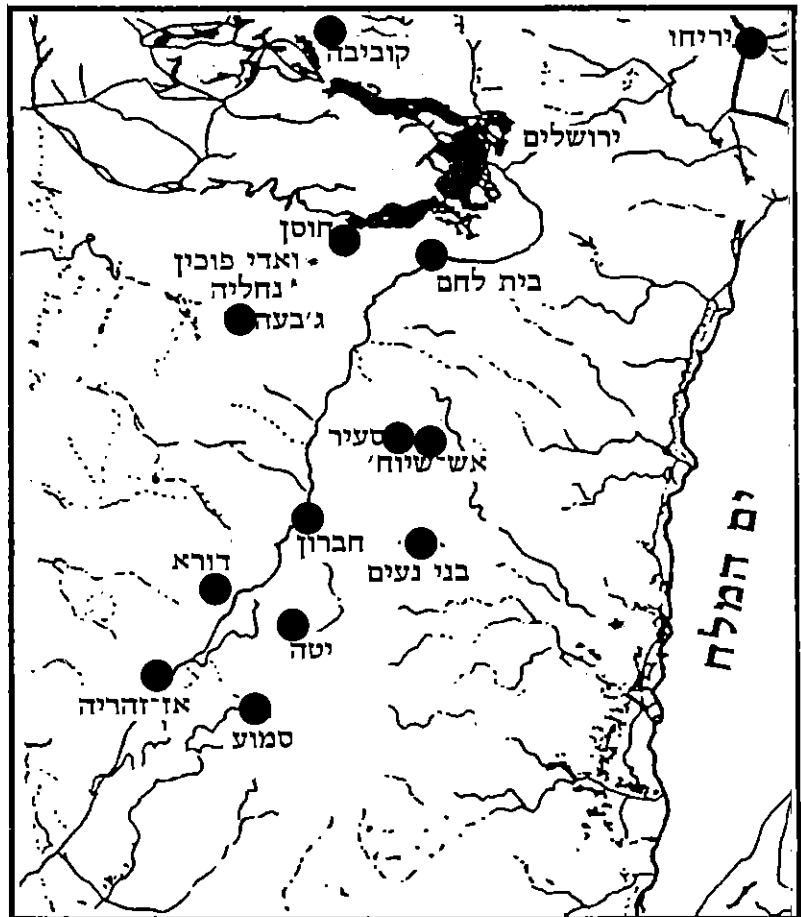 קוביבה
יריחו
ירושלים
חוסן
ואדי פוכין
נחליה
ג׳בעה
בית לחם
סעיר
אש־שיוח׳
חברון
בני נעים
דורא
יטה
אז־זהריה
סמוע
ים המלח